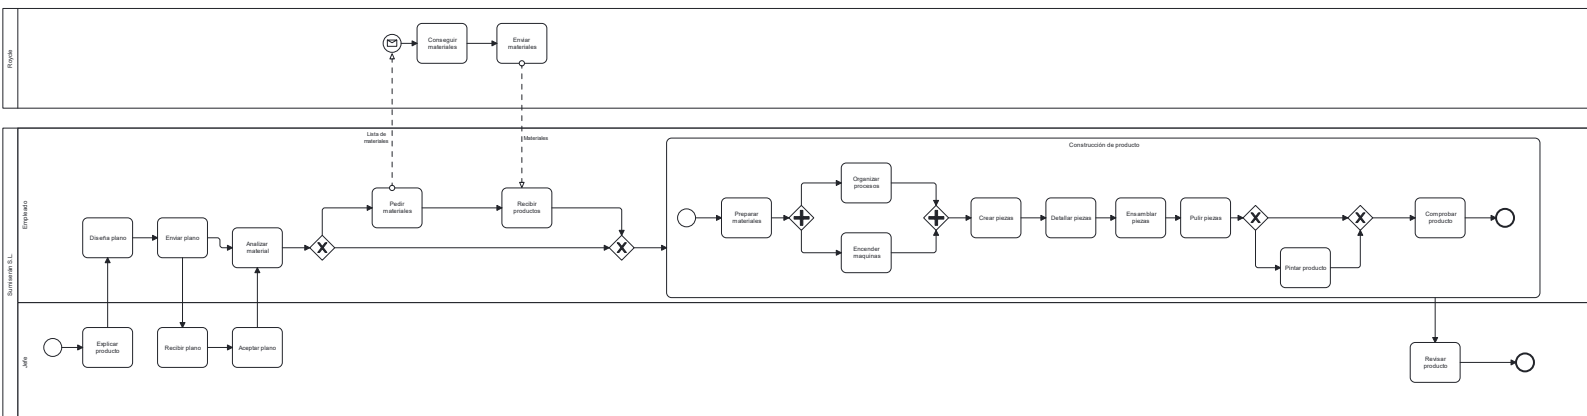 Royde
Conseguir
materiales
Enviar
materiales
Lista de
materiales
Materiales
Sumiserán S.L.
Empleado
Diseña plano
Enviar plano
Analizar
material
Pedir
materiales
Recibir
productos
Construcción de producto
Preparar
materiales
Organizar
procesos
Encender
maquinas
Crear piezas
Detallar piezas
Ensamblar
piezas
Pulir piezas
Pintar producto
Comprobar
producto
Jefe
Explicar
producto
Recibir plano
Aceptar plano
Revisar
producto